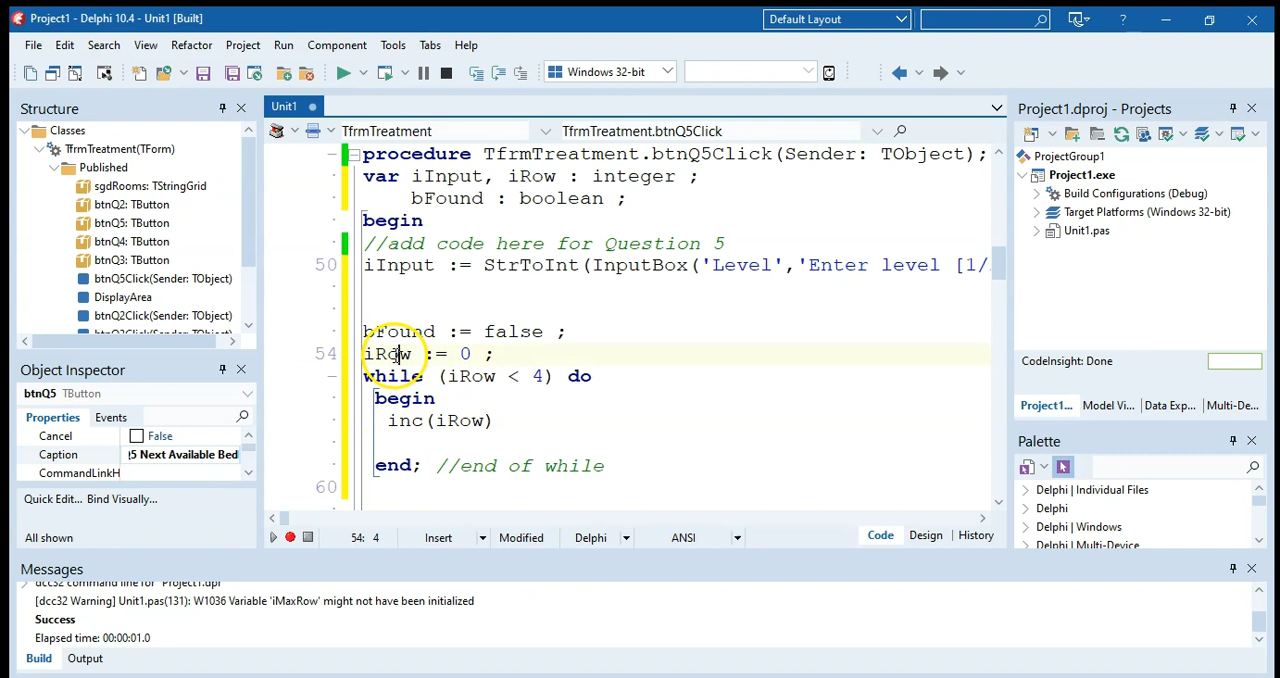 Project1 - Delphi 10.4 - Unit1 [Built]
Default Layout
File Edit Search View Refactor Project Run Component Tools Tabs Help
Windows 32-bit
Structure
Classes
TfrmTreatment(TForm)
Published
sgdRooms: TStringGrid
btnQ2: TButton
btnQ5: TButton
btnQ4: TButton
btnQ3: TButton
btnQ5Click(Sender: TObject)
DisplayArea
btnQ2Click(Sender: TObject)
Object Inspector
btnQ5 TButton
Properties Events
Cancel False
Caption 5 Next Available Bed
CommandLinkH
Quick Edit... Bind Visually...
All shown
Unit1
TfrmTreatment TfrmTreatment.btnQ5Click
procedure TfrmTreatment.btnQ5Click(Sender: TObject);
var iInput, iRow : integer ;
bFound : boolean ;
begin
//add code here for Question 5
50 iInput := StrToInt(InputBox('Level','Enter level [1/
bFound := false ;
54 iRow := 0 ;
while (iRow < 4) do
begin
inc(iRow)
end; //end of while
60
54: 4 Insert Modified Delphi ANSI Code Design History
Project1.dproj - Projects
ProjectGroup1
Project1.exe
Build Configurations (Debug)
Target Platforms (Windows 32-bit)
Unit1.pas
CodeInsight: Done
Project1... Model Vi... Data Exp... Multi-De...
Palette
Delphi | Individual Files
Delphi
Delphi | Windows
Delphi | Multi-Device
Messages
dcc32 command line for "Project1.dpr"
[dcc32 Warning] Unit1.pas(131): W1036 Variable 'iMaxRow' might not have been initialized
Success
Elapsed time: 00:00:01.0
Build Output